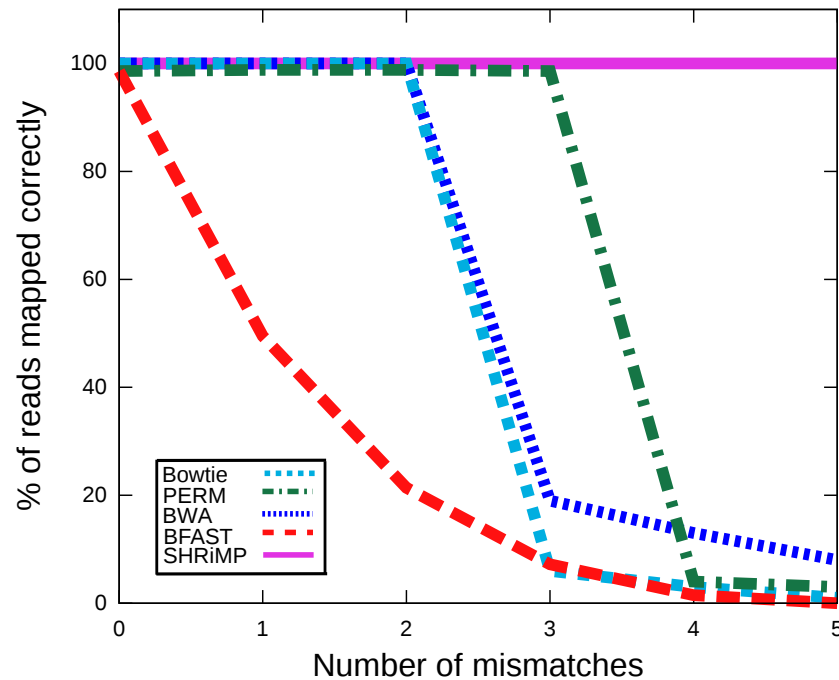 % of reads mapped correctly
100
80
60
40
20
0
Bowtie
PERM
BWA
BFAST
SHRiMP
0 1 2 3 4 5
Number of mismatches